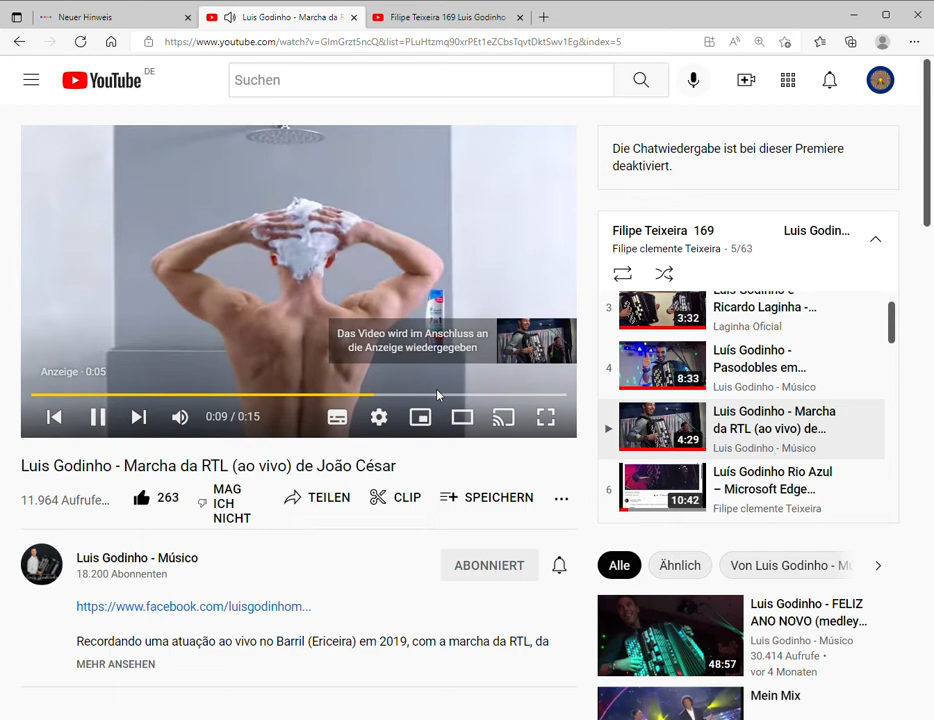 Neuer Hinweis
Luis Godinho - Marcha da R
Filipe Teixeira 169 Luis Godinho
https://www.youtube.com/watch?v=GlmGrzt5ncQ&list=PLuHtzmq90xrPEt1eZCbsTqvtDktSwv1Eg&index=5
YouTube DE
Suchen
Das Video wird im Anschluss an
die Anzeige wiedergegeben
Anzeige · 0:05
0:09 / 0:15
Luis Godinho - Marcha da RTL (ao vivo) de João César
11.964 Aufrufe...
263
MAG
ICH
NICHT
TEILEN
CLIP
SPEICHERN
Luis Godinho - Músico
18.200 Abonnenten
ABONNIERT
https://www.facebook.com/luisgodinhom...
Recordando uma atuação ao vivo no Barril (Ericeira) em 2019, com a marcha da RTL, da
MEHR ANSEHEN
Die Chatwiedergabe ist bei dieser Premiere
deaktiviert.
Filipe Teixeira 169 Luis Godin...
Filipe clemente Teixeira - 5/63
3
3:32
Luis Godinho e
Ricardo Laginha -...
Laginha Oficial
4
8:33
Luís Godinho -
Pasodobles em...
Luis Godinho - Músico
4:29
Luis Godinho - Marcha
da RTL (ao vivo) de...
Luis Godinho - Músico
6
10:42
Luís Godinho Rio Azul
– Microsoft Edge...
Filipe clemente Teixeira
Alle
Ähnlich
Von Luis Godinho - Mú
48:57
Luis Godinho - FELIZ
ANO NOVO (medley...
Luis Godinho - Músico
30.414 Aufrufe •
vor 4 Monaten
Mein Mix